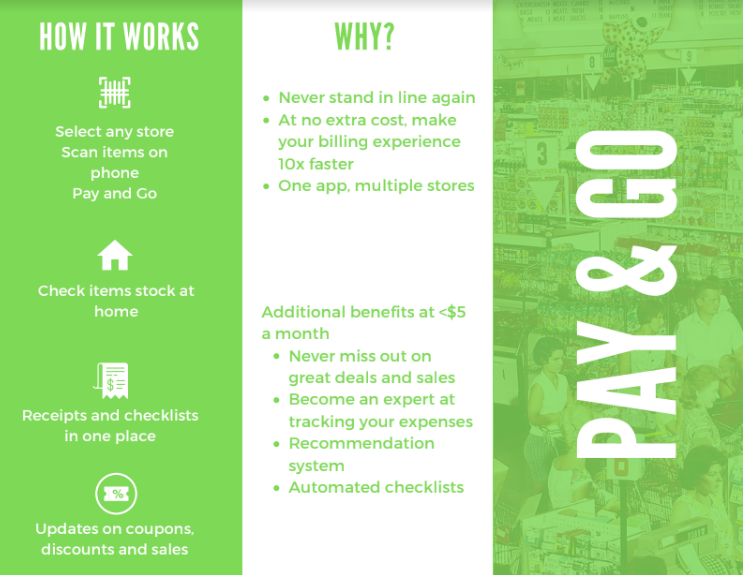 HOW IT WORKS
Select any store
Scan items on
phone
Pay and Go
Check items stock at
home
Receipts and checklists
in one place
Updates on coupons,
discounts and sales
WHY?
• Never stand in line again
• At no extra cost, make
your billing experience
10x faster
• One app, multiple stores
Additional benefits at <$5
a month
• Never miss out on
great deals and sales
• Become an expert at
tracking your expenses
• Recommendation
system
• Automated checklists
PAY & GO
3